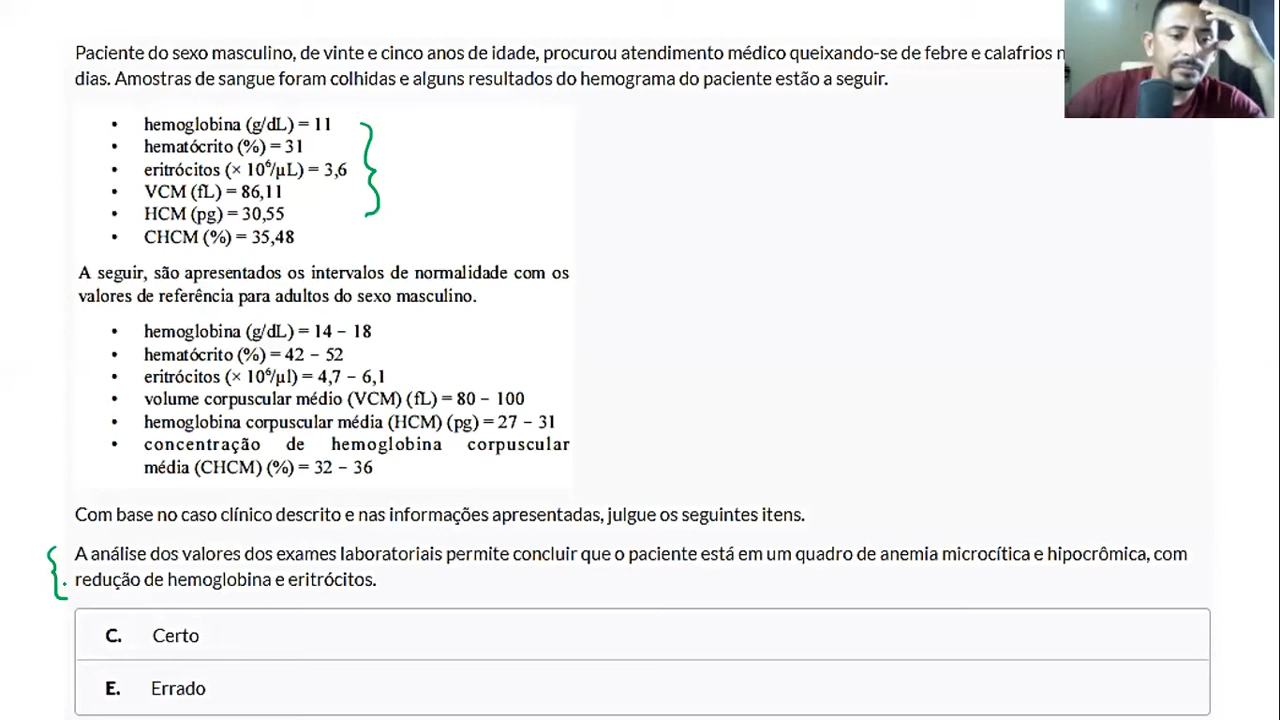 Paciente do sexo masculino, de vinte e cinco anos de idade, procurou atendimento médico queixando-se de febre e calafrios
dias. Amostras de sangue foram colhidas e alguns resultados do hemograma do paciente estão a seguir.
• hemoglobina (g/dL) = 11
• hematócrito (%) = 31
• eritrócitos (× 10⁶/µL) = 3,6
• VCM (fL) = 86,11
• HCM (pg) = 30,55
• CHCM (%) = 35,48
A seguir, são apresentados os intervalos de normalidade com os
valores de referência para adultos do sexo masculino.
• hemoglobina (g/dL) = 14 – 18
• hematócrito (%) = 42 – 52
• eritrócitos (× 10⁶/µl) = 4,7 – 6,1
• volume corpuscular médio (VCM) (fL) = 80 – 100
• hemoglobina corpuscular média (HCM) (pg) = 27 – 31
• concentração de hemoglobina corpuscular
média (CHCM) (%) = 32 – 36
Com base no caso clínico descrito e nas informações apresentadas, julgue os seguintes itens.
A análise dos valores dos exames laboratoriais permite concluir que o paciente está em um quadro de anemia microcítica e hipocrômica, com
redução de hemoglobina e eritrócitos.
C. Certo
E. Errado